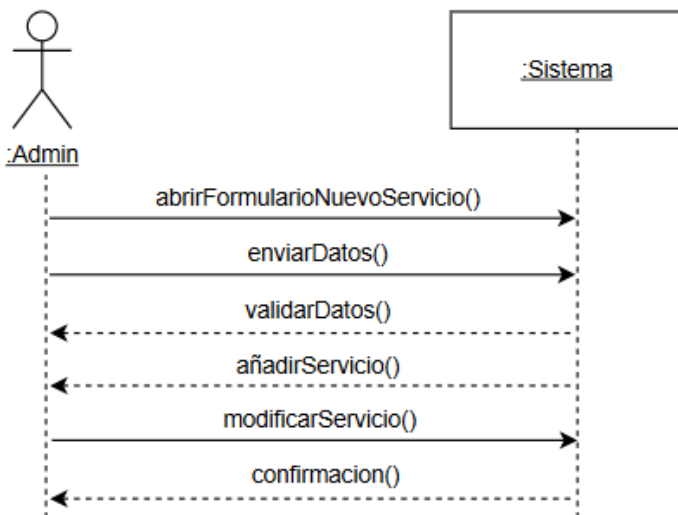 :Sistema
:Admin
abrirFormularioNuevoServicio()
enviarDatos()
validarDatos()
añadirServicio()
modificarServicio()
confirmacion()